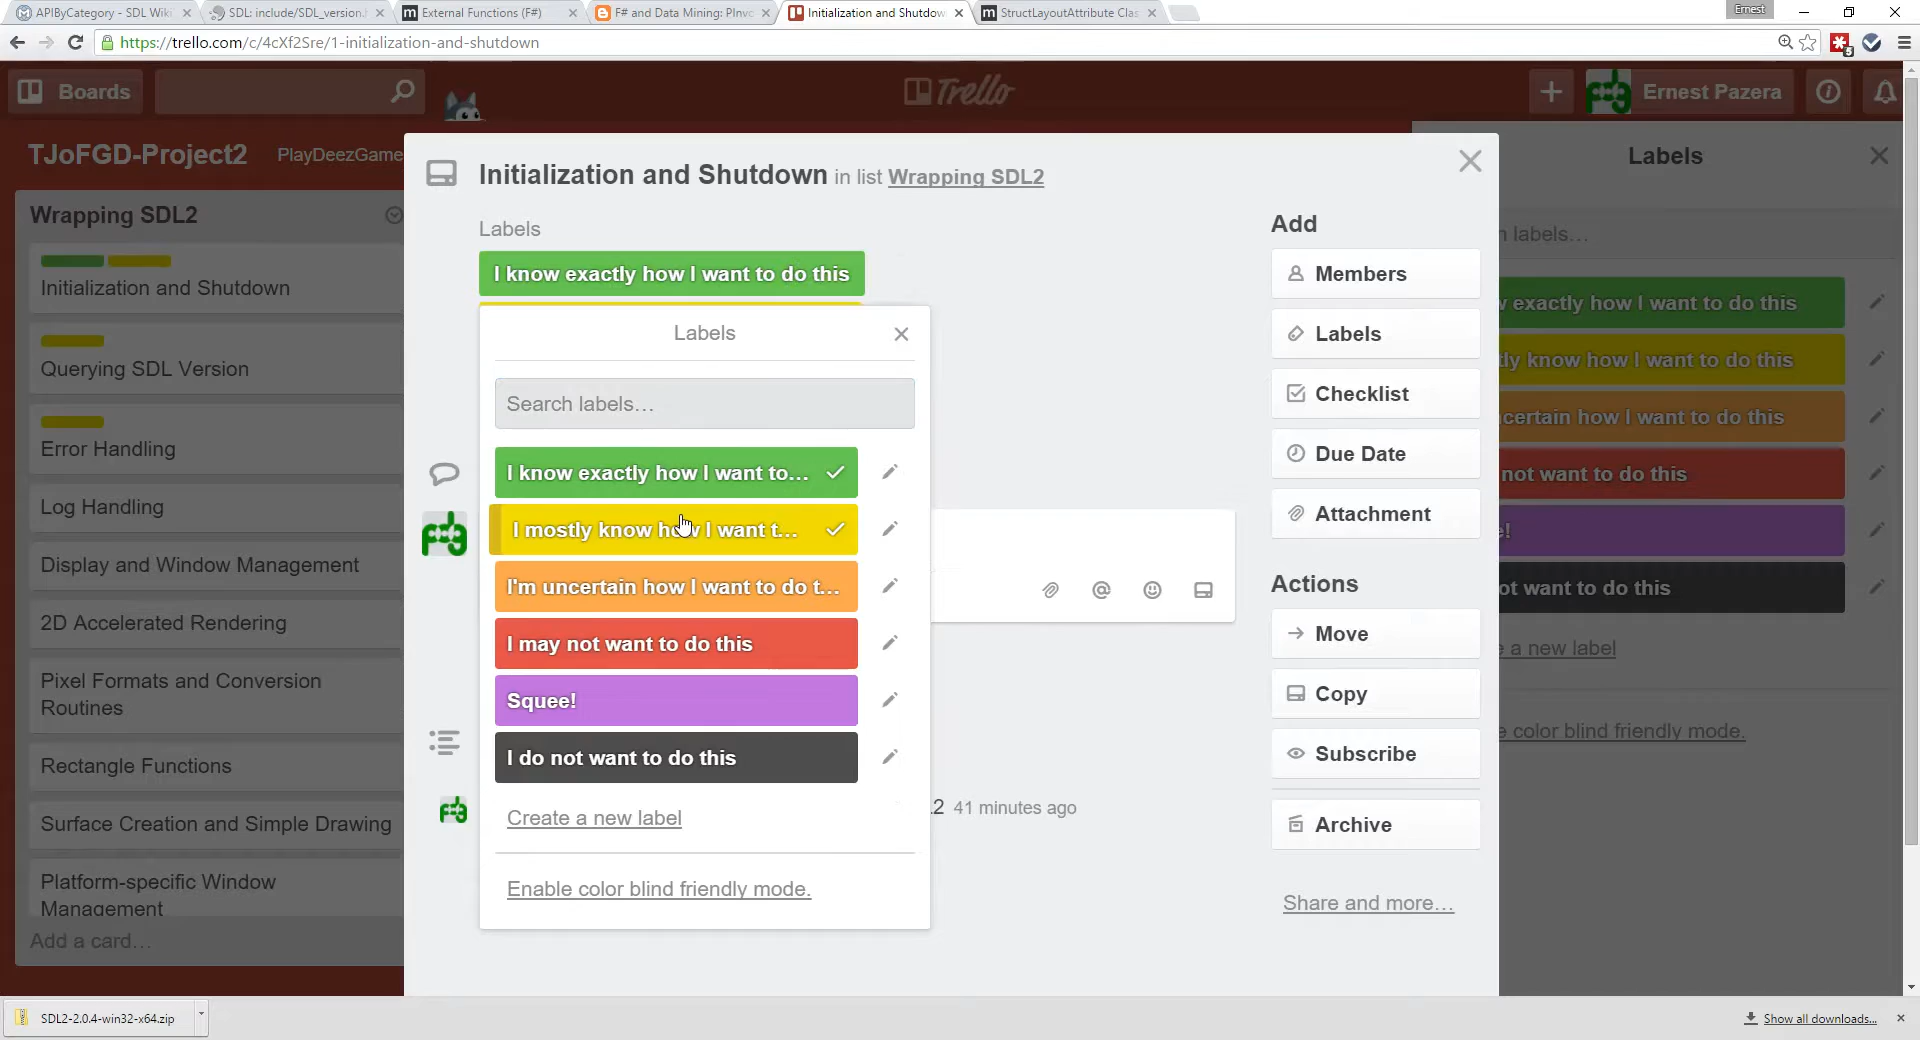 APIByCategory - SDL Wiki
SDL: include/SDL_version.h
External Functions (F#)
F# and Data Mining: PInvo
Initialization and Shutdow
StructLayoutAttribute Clas
Ernest
https://trello.com/c/4cXf2Sre/1-initialization-and-shutdown
5
Boards
Trello
Ernest Pazera
TJoFGD-Project2
PlayDeezGame
Wrapping SDL2
Initialization and Shutdown
Querying SDL Version
Error Handling
Log Handling
Display and Window Management
2D Accelerated Rendering
Pixel Formats and Conversion
Routines
Rectangle Functions
Surface Creation and Simple Drawing
Platform-specific Window
Management
Add a card…
Initialization and Shutdown in list Wrapping SDL2
Labels
I know exactly how I want to do this
Labels
Search labels…
I know exactly how I want to…
I mostly know how I want t…
I'm uncertain how I want to do t…
I may not want to do this
Squee!
I do not want to do this
Create a new label
Enable color blind friendly mode.
.2 41 minutes ago
Add
Members
Labels
Checklist
Due Date
Attachment
Actions
Move
Copy
Subscribe
Archive
Share and more…
Labels
h labels…
exactly how I want to do this
tly know how I want to do this
certain how I want to do this
not want to do this
e!
ot want to do this
e a new label
e color blind friendly mode.
SDL2-2.0.4-win32-x64.zip
Show all downloads...